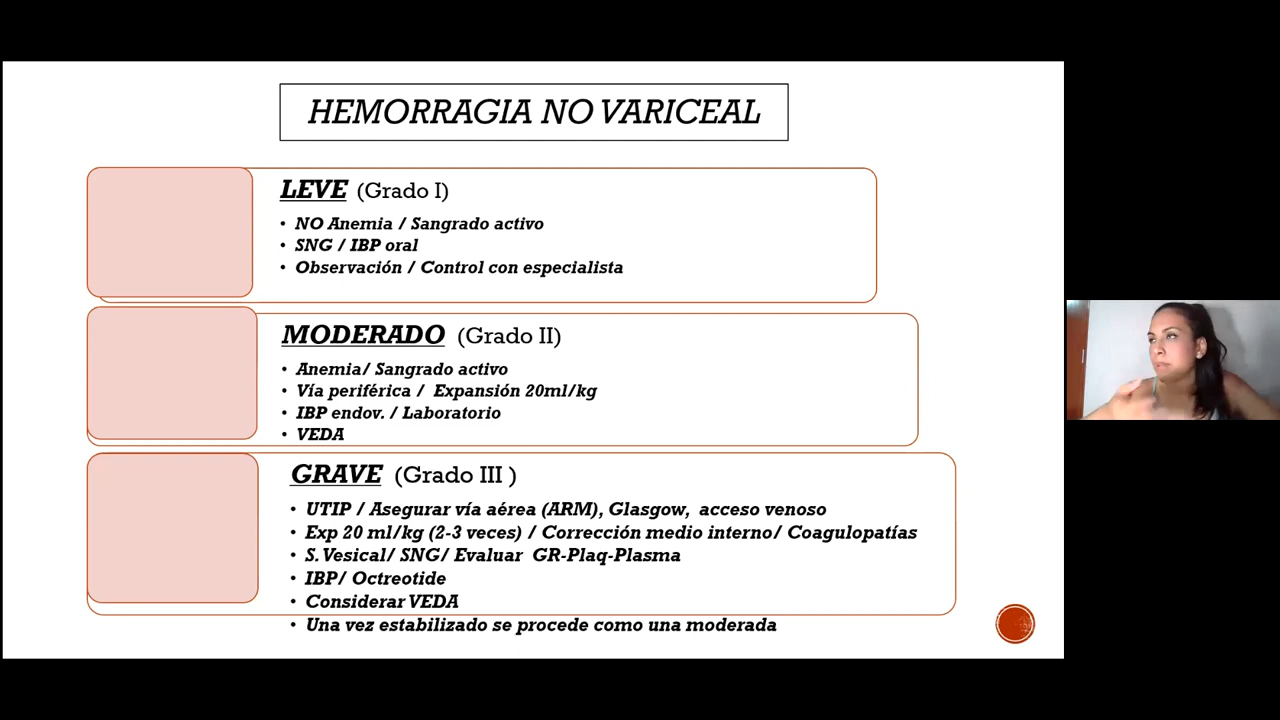 HEMORRAGIA NO VARICEAL
LEVE (Grado I)
• NO Anemia / Sangrado activo
• SNG / IBP oral
• Observación / Control con especialista
MODERADO (Grado II)
• Anemia/ Sangrado activo
• Vía periférica / Expansión 20ml/kg
• IBP endov. / Laboratorio
• VEDA
GRAVE (Grado III )
• UTIP / Asegurar vía aérea (ARM), Glasgow, acceso venoso
• Exp 20 ml/kg (2-3 veces) / Corrección medio interno/ Coagulopatías
• S. Vesical/ SNG/ Evaluar GR-Plaq-Plasma
• IBP/ Octreotide
• Considerar VEDA
• Una vez estabilizado se procede como una moderada